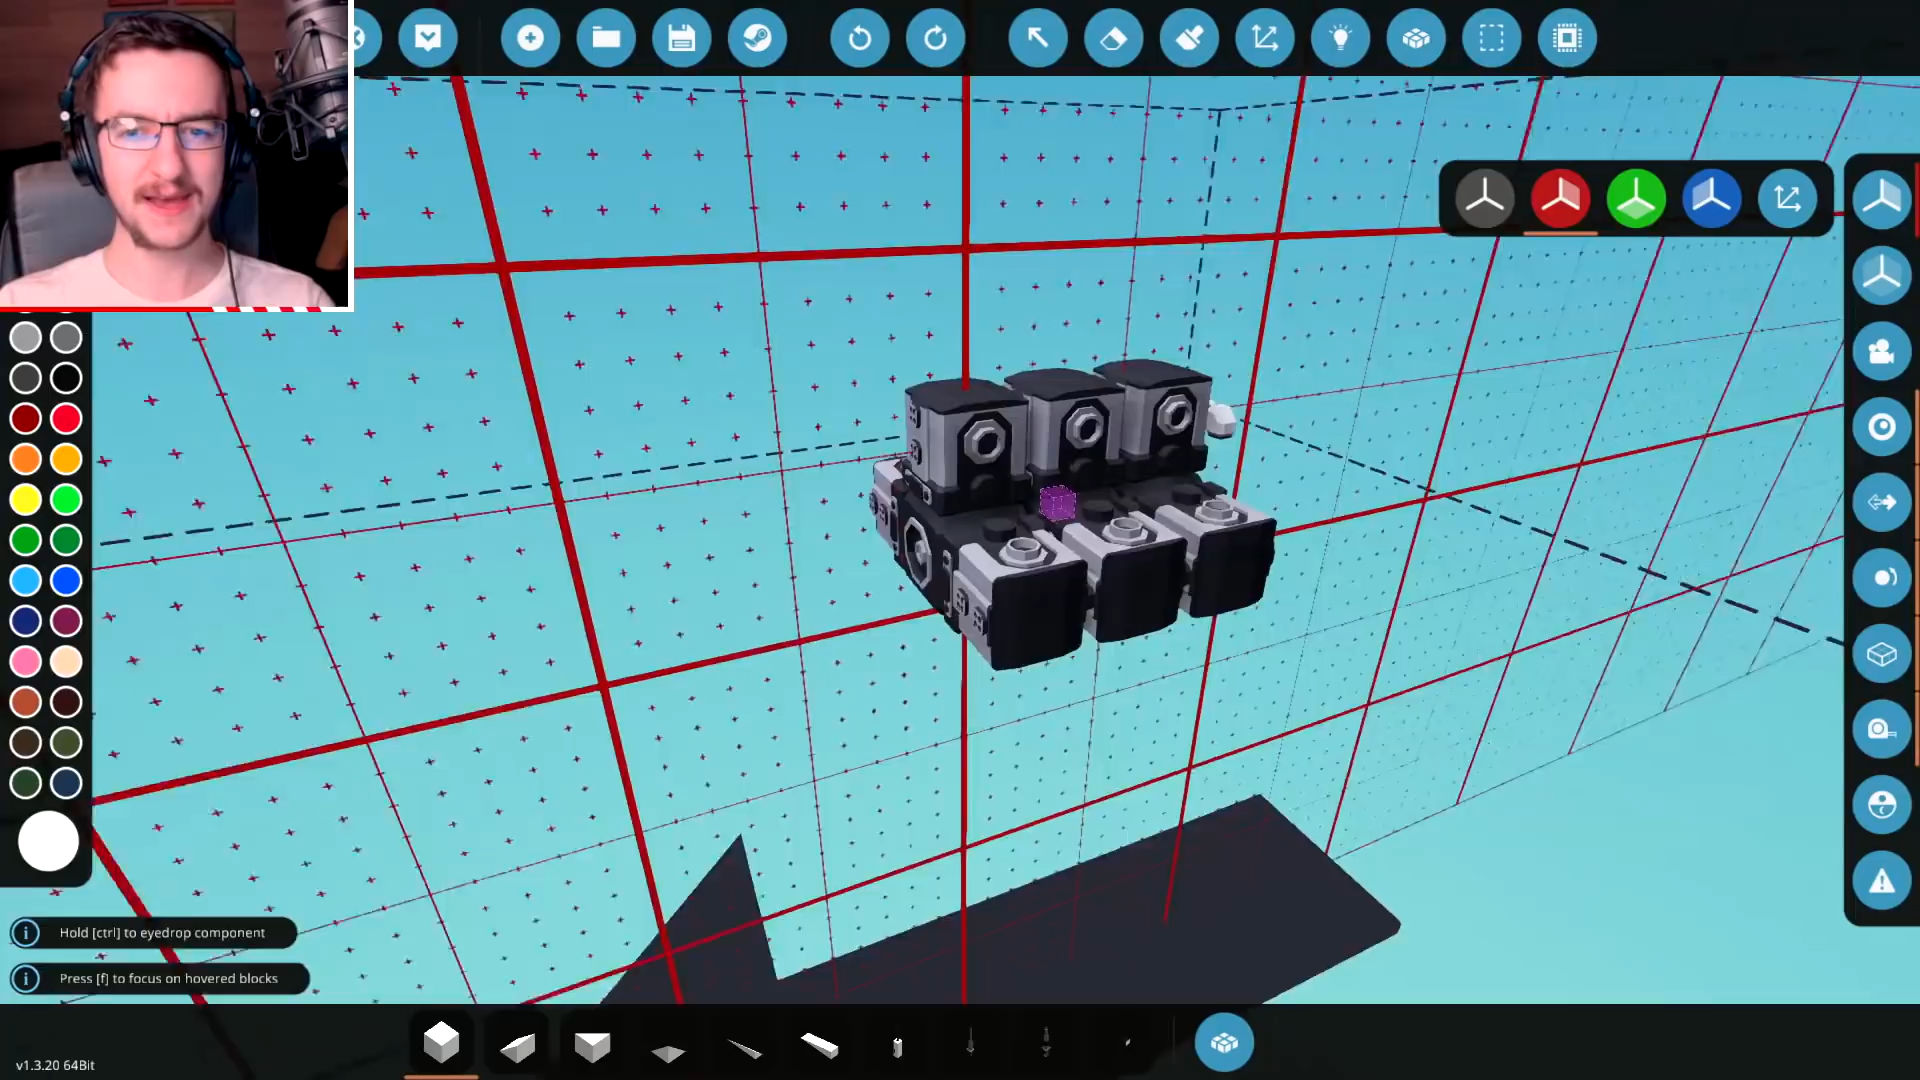 Hold [ctrl] to eyedrop component
Press [f] to focus on hovered blocks
v1.3.20 64Bit